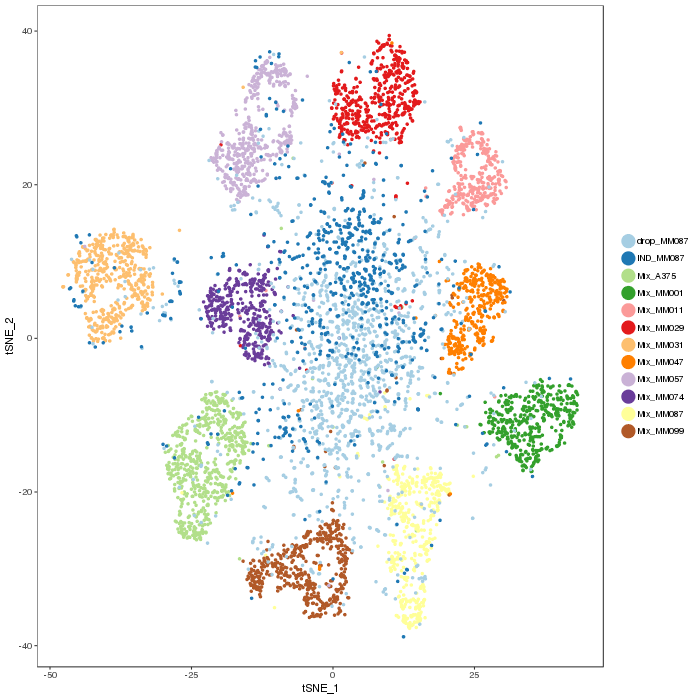 40
20
0
-20
-40
-50
-25
0
25
tSNE_1
tSNE_2
drop_MM087
IND_MM087
Mix_A375
Mix_MM001
Mix_MM011
Mix_MM029
Mix_MM031
Mix_MM047
Mix_MM057
Mix_MM074
Mix_MM087
Mix_MM099